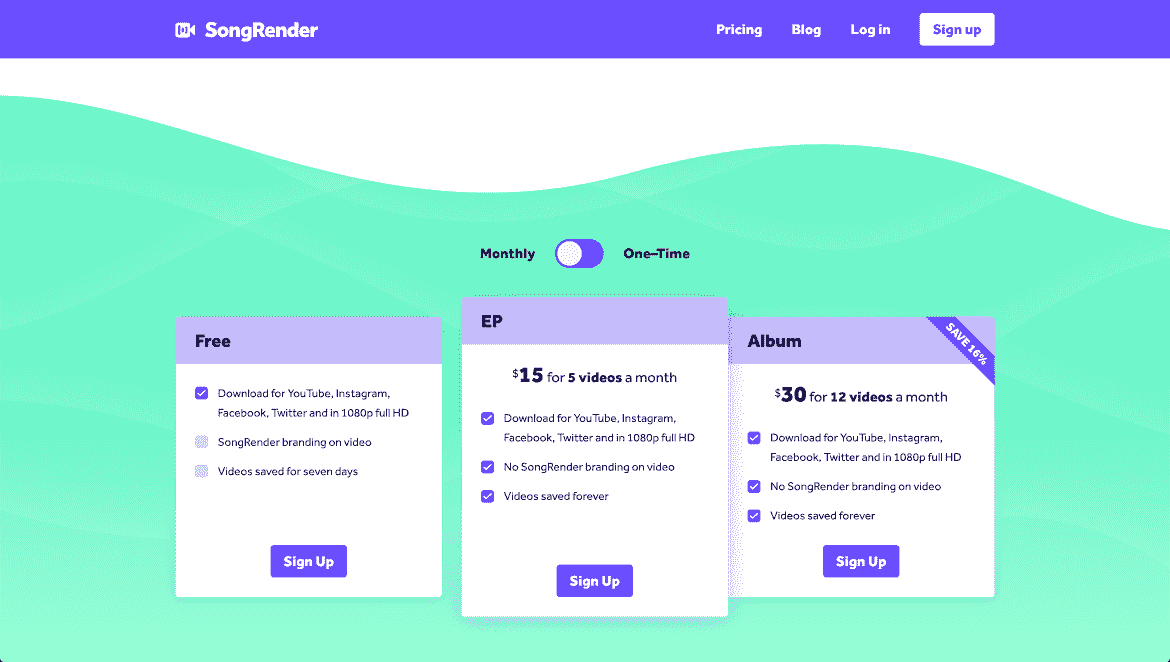 SongRender
Pricing
Blog
Log in
Sign up
Monthly
One-Time
Free
Download for YouTube, Instagram,
Facebook, Twitter and in 1080p full HD
SongRender branding on video
Videos saved for seven days
Sign Up
EP
$15 for 5 videos a month
Download for YouTube, Instagram,
Facebook, Twitter and in 1080p full HD
No SongRender branding on video
Videos saved forever
Sign Up
Album
SAVE 16%
$30 for 12 videos a month
Download for YouTube, Instagram,
Facebook, Twitter and in 1080p full HD
No SongRender branding on video
Videos saved forever
Sign Up